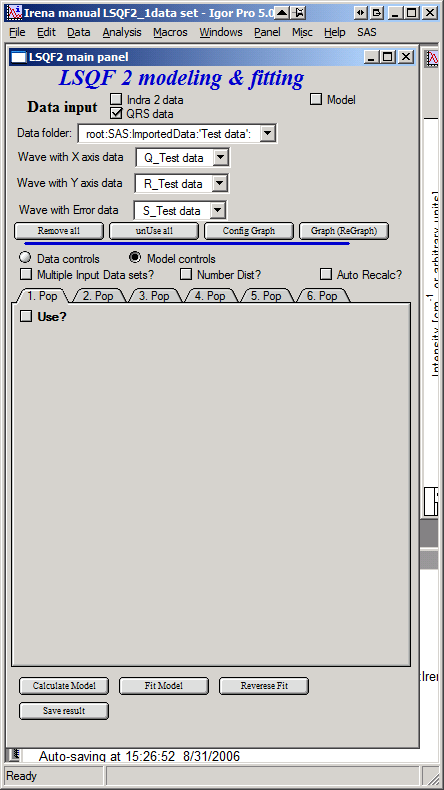 Irena manual LSQF2_1data set - Igor Pro 5.0
File Edit Data Analysis Macros Windows Panel Misc Help SAS
LSQF2 main panel
LSQF 2 modeling & fitting
Data input
Indra 2 data
Model
QRS data
Data folder: root:SAS:ImportedData:'Test data':
Wave with X axis data Q_Test data
Wave with Y axis data R_Test data
Wave with Error data S_Test data
Remove all unUse all Config Graph Graph (ReGraph)
Data controls Model controls
Multiple Input Data sets? Number Dist? Auto Recalc?
1. Pop 2. Pop 3. Pop 4. Pop 5. Pop 6. Pop
Use?
Calculate Model Fit Model Reverese Fit
Save result
Intensity [cm-1 or arbitrary units]
:Irer
Auto-saving at 15:26:52 8/31/2006
Ready